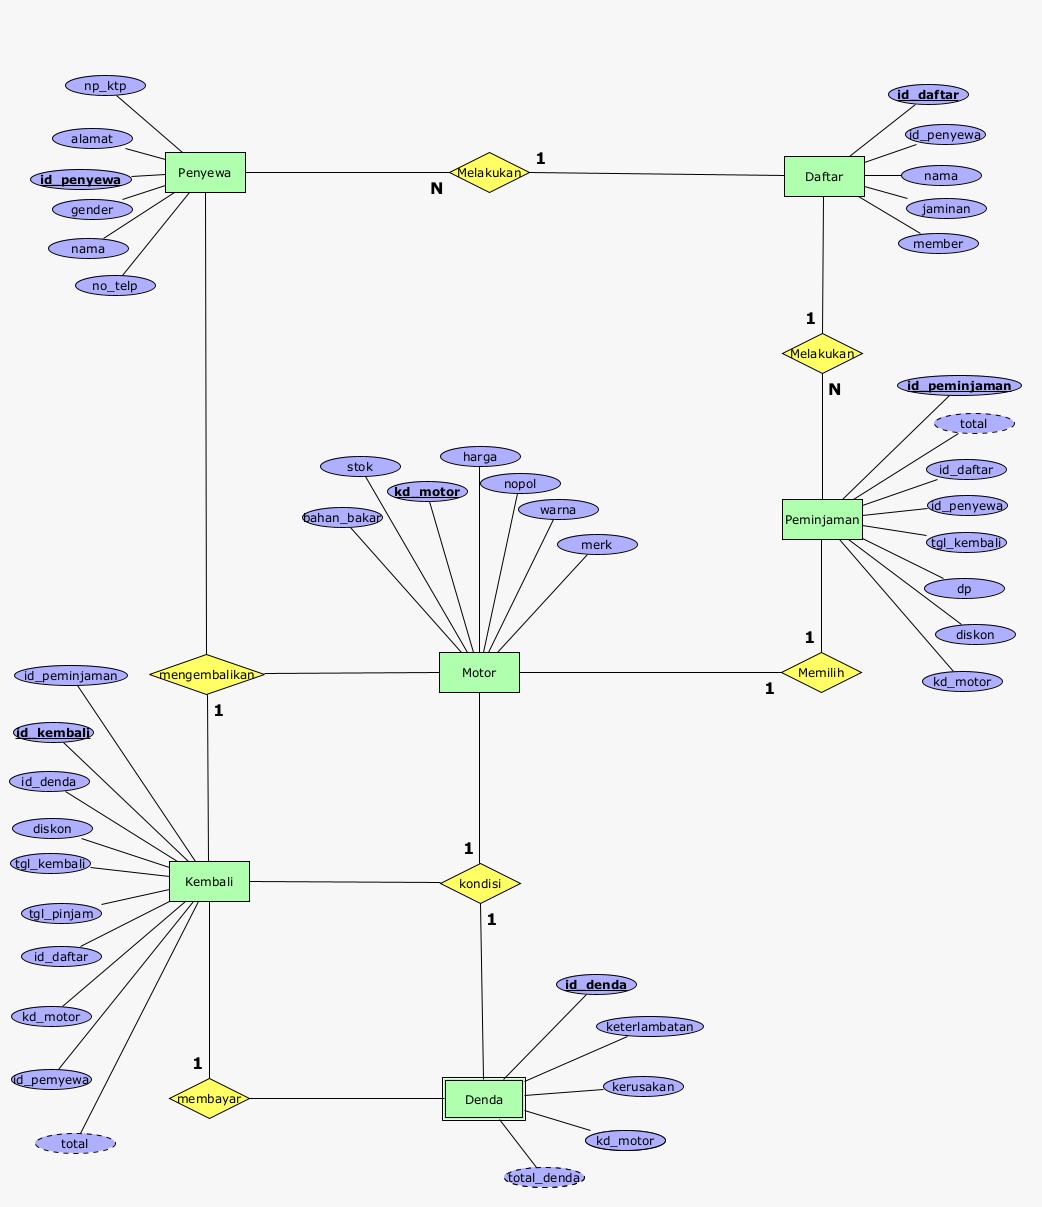 np_ktp
alamat
id_penyewa
gender
nama
no_telp
Penyewa
N
Melakukan
1
Daftar
id_daftar
id_penyewa
nama
jaminan
member
1
Melakukan
N
id_peminjaman
total
id_daftar
id_penyewa
tgl_kembali
dp
diskon
kd_motor
Peminjaman
1
Memilih
1
stok
harga
kd_motor
nopol
bahan_bakar
warna
merk
Motor
mengembalikan
1
id_peminjaman
id_kembali
id_denda
diskon
tgl_kembali
tgl_pinjam
id_daftar
kd_motor
id_pemyewa
total
Kembali
1
kondisi
1
1
membayar
Denda
id_denda
keterlambatan
kerusakan
kd_motor
total_denda